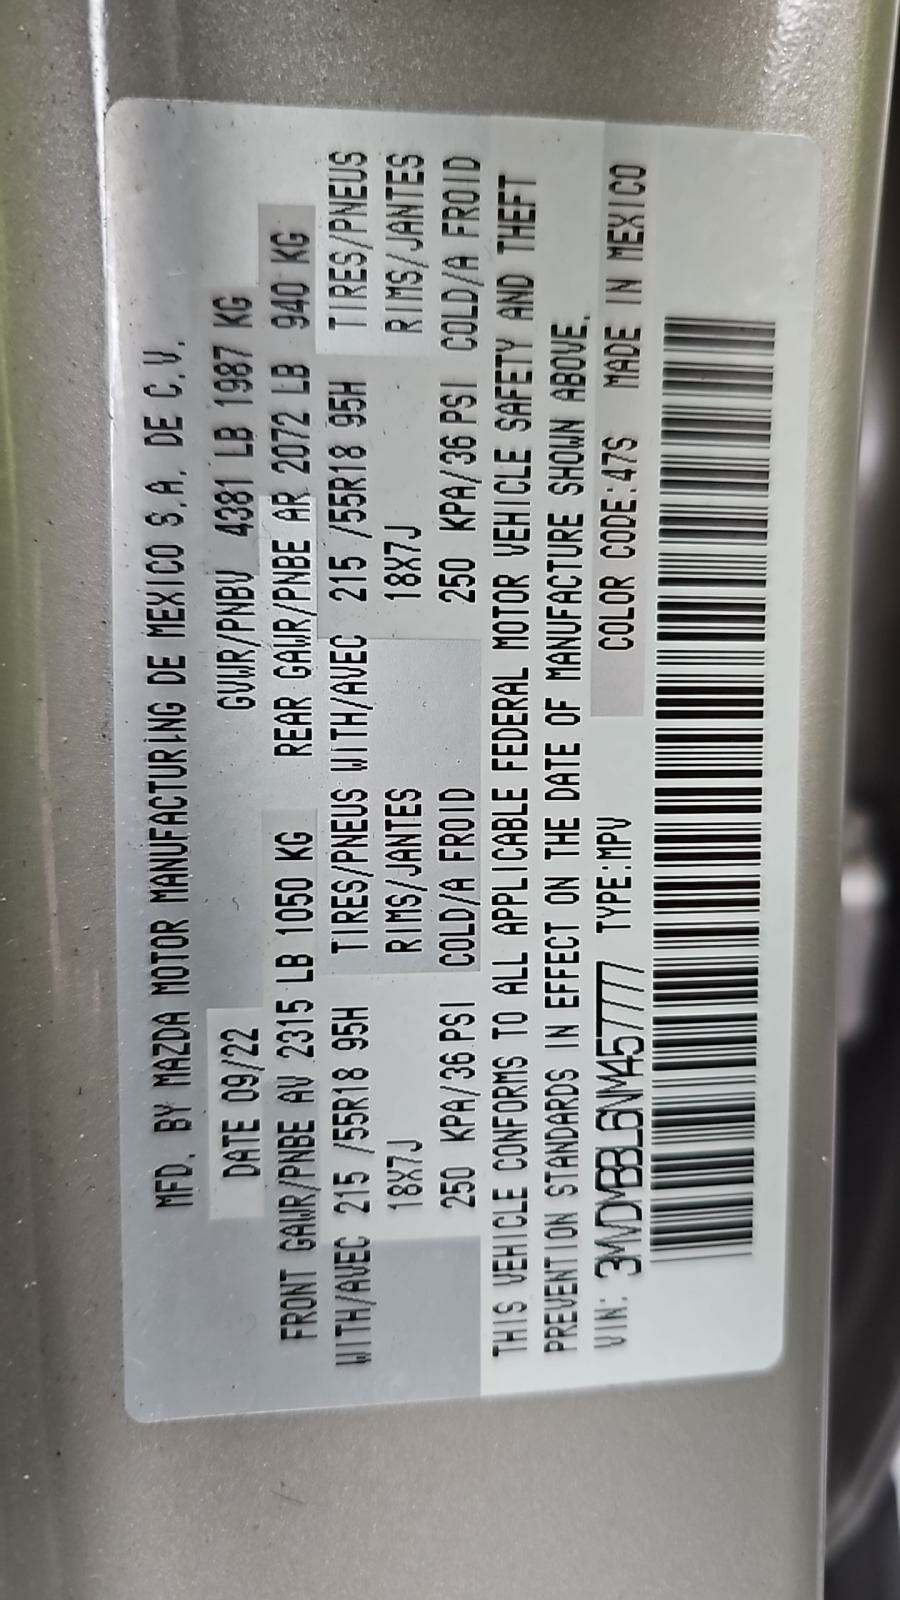 MFD. BY MAZDA MOTOR MANUFACTURING DE MEXICO S.A. DE C.V.
DATE 09/22 GVWR/PNBV 4381 LB 1987 KG
FRONT GAWR/PNBE AV 2315 LB 1050 KG REAR GAWR/PNBE AR 2072 LB 940 KG
WITH/AVEC 215 /55R18 95H TIRES/PNEUS WITH/AVEC 215 /55R18 95H TIRES/PNEUS
18X7J RIMS/JANTES 18X7J RIMS/JANTES
250 KPA/36 PSI COLD/A FROID 250 KPA/36 PSI COLD/A FROID
THIS VEHICLE CONFORMS TO ALL APPLICABLE FEDERAL MOTOR VEHICLE SAFETY AND THEFT
PREVENTION STANDARDS IN EFFECT ON THE DATE OF MANUFACTURE SHOWN ABOVE.
VIN: 3MVDMBBL6NM457777 TYPE:MPV COLOR CODE:47S MADE IN MEXICO